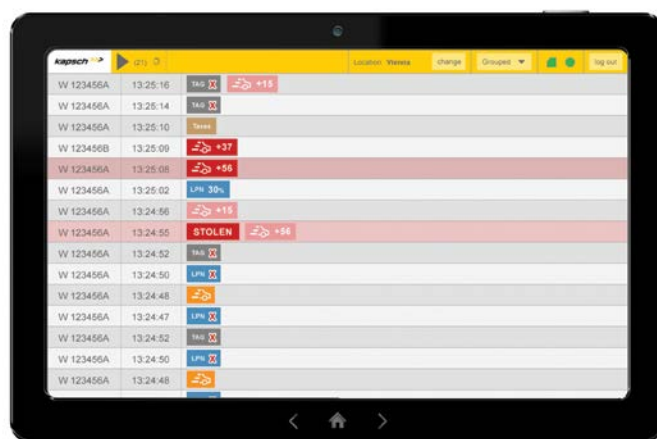 kapsch >>> (21) Location Vienna change Grouped log out
W 123456A 13:25:16 TAG X +15
W 123456A 13:25:14 TAG X
W 123456A 13:25:10 Taxes
W 123456B 13:25:09 +37
W 123456A 13:25:08 +56
W 123456A 13:25:02 LPN 30%
W 123456A 13:24:56 +15
W 123456A 13:24:55 STOLEN +56
W 123456A 13:24:52 TAG X
W 123456A 13:24:50 LPN X
W 123456A 13:24:48
W 123456A 13:24:47 LPN X
W 123456A 13:24:52 TAG X
W 123456A 13:24:50 LPN X
W 123456A 13:24:48